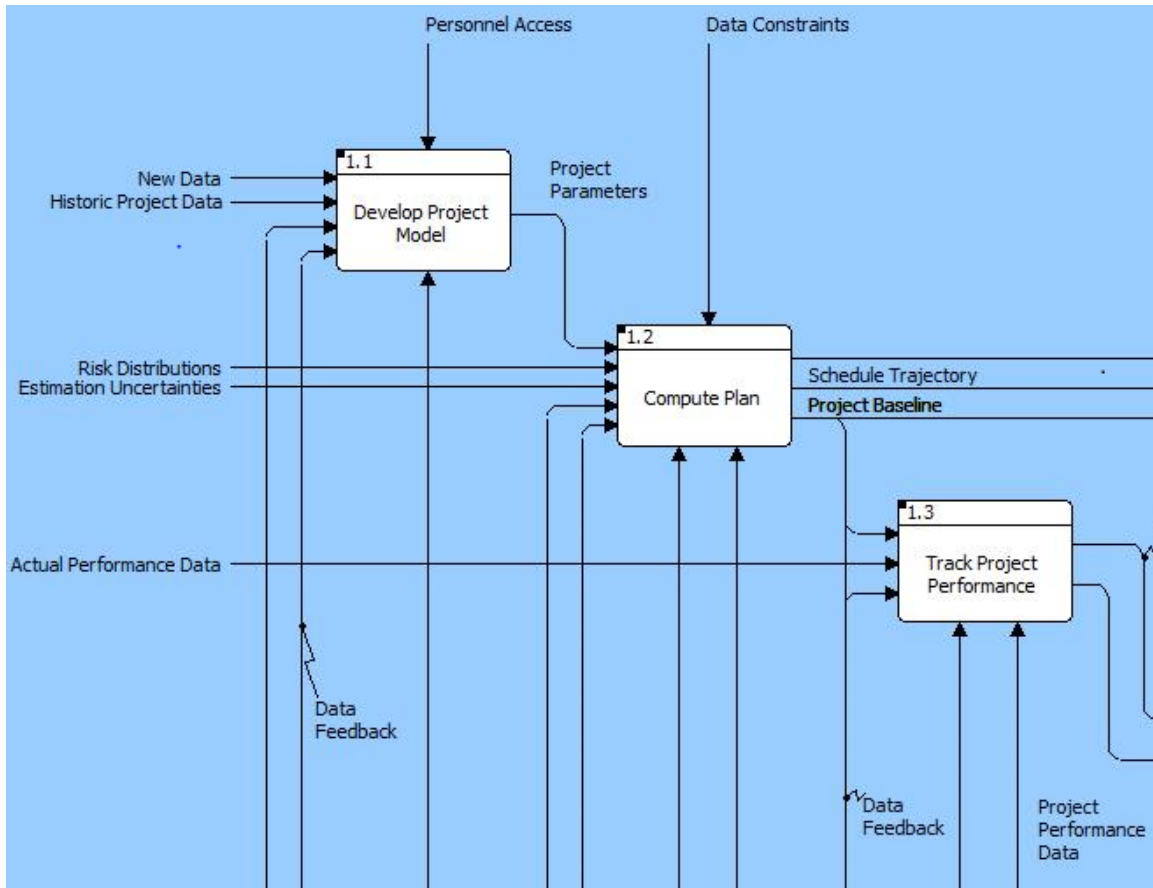 Personnel Access
Data Constraints
1.1
New Data
Historic Project Data
Develop Project
Model
Project
Parameters
1.2
Risk Distributions
Estimation Uncertainties
Compute Plan
Schedule Trajectory
Project Baseline
1.3
Actual Performance Data
Track Project
Performance
Data
Feedback
Data
Feedback
Project
Performance
Data